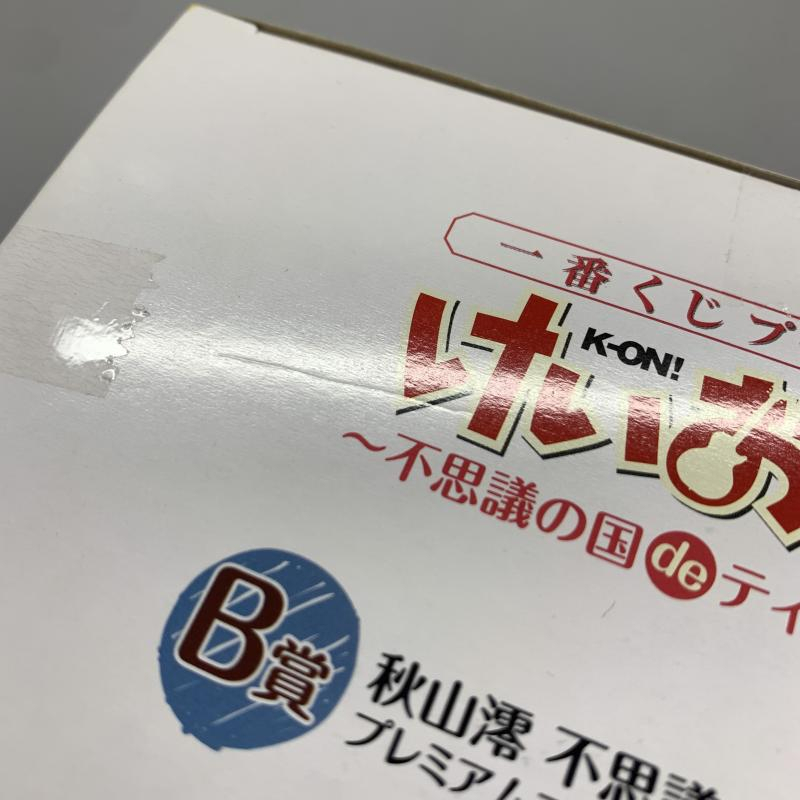 一番くじプ
けいお
K-ON!
～不思議の国deティ
B賞
秋山澪 不思議
プレミアム